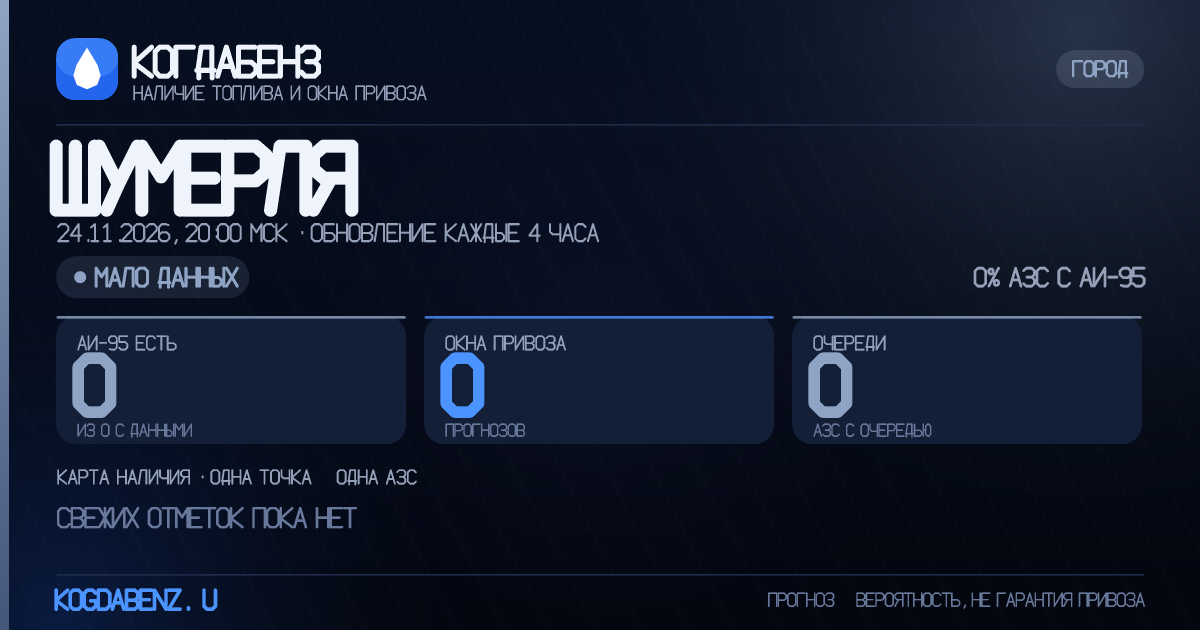 КОГДАБЕНЗ
НАЛИЧИЕ ТОПЛИВА И ОКНА ПРИВОЗА
ГОРОД
ШУМЕРЛЯ
24.11.2026, 20:00 МСК · ОБНОВЛЕНИЕ КАЖДЫЕ 4 ЧАСА
МАЛО ДАННЫХ
0% АЗС С АИ-95
АИ-95 ЕСТЬ
0
ИЗ 0 С ДАННЫМИ
ОКНА ПРИВОЗА
0
ПРОГНОЗОВ
ОЧЕРЕДИ
0
АЗС С ОЧЕРЕДЬЮ
КАРТА НАЛИЧИЯ · ОДНА ТОЧКА ОДНА АЗС
СВЕЖИХ ОТМЕТОК ПОКА НЕТ
KOGDABENZ. U
ПРОГНОЗ ВЕРОЯТНОСТЬ, НЕ ГАРАНТИЯ ПРИВОЗА